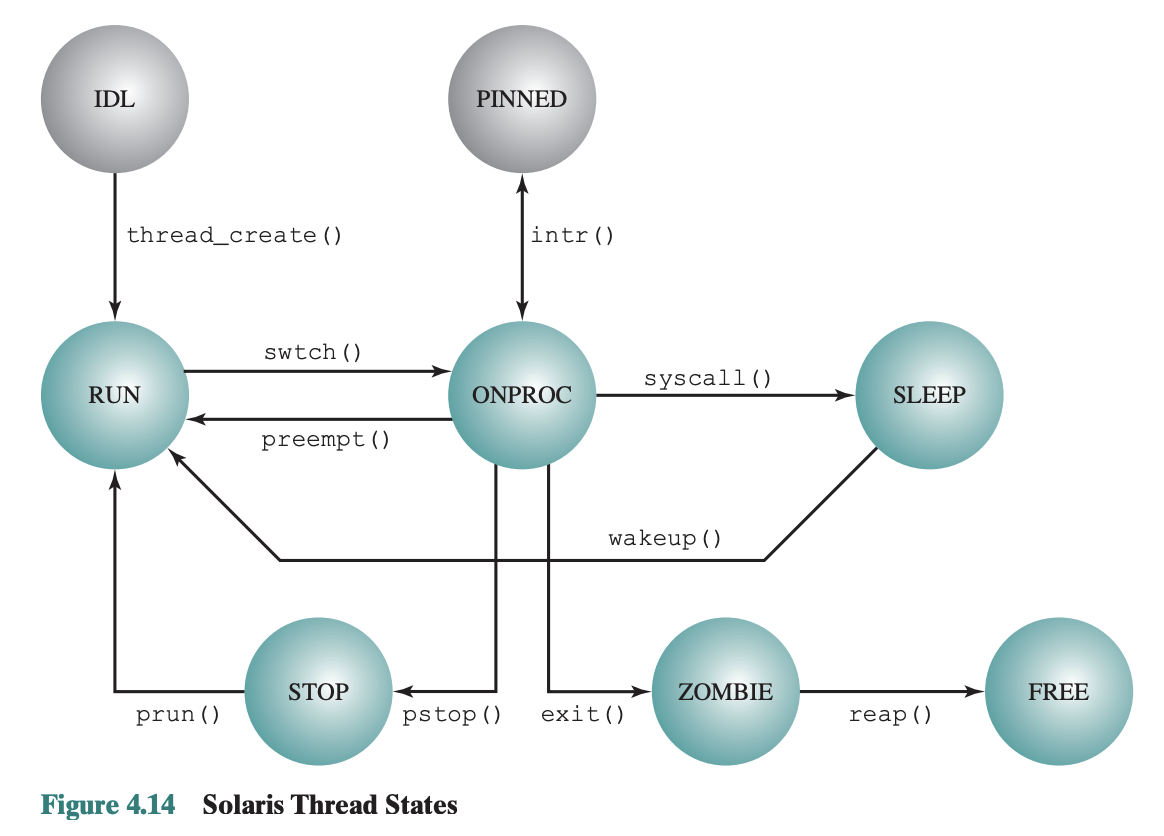 IDL
PINNED
thread_create()
intr()
swtch()
syscall()
RUN
ONPROC
SLEEP
preempt()
wakeup()
STOP
ZOMBIE
FREE
prun()
pstop()
exit()
reap()
Figure 4.14 Solaris Thread States